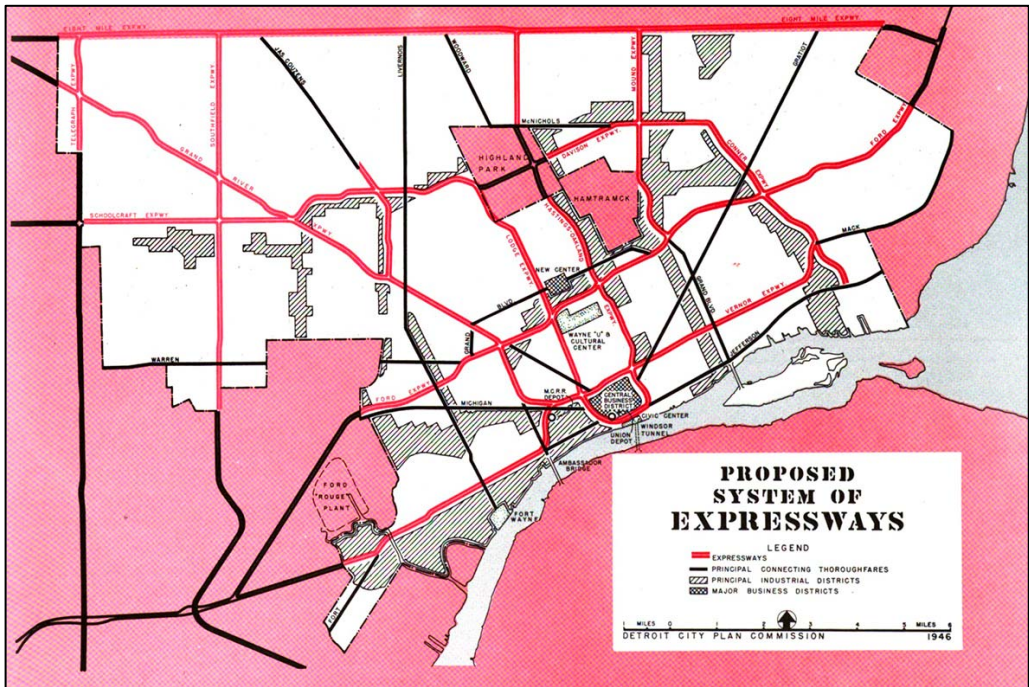 EIGHT MILE EXPWY.
EIGHT MILE EXPWY.
JAS COUZENS
LIVERNOIS
WOODWARD
MOUND EXPWY.
GRATIOT
TELEGRAPH EXPWY
SOUTHFIELD EXPWY
FORD EXPWY
McNICHOLS
DAVISON EXPWY.
CONNER EXPWY
GRAND RIVER EXPWY
HIGHLAND PARK
HAMTRAMCK
SCHOOLCRAFT EXPWY
LODGE EXPWY
HASTINGS-OAKLAND EXPWY
MACK
NEW CENTER
GRAND BLVD
GRAND BLVD
VERNOR EXPWY
WAYNE "U" &
CULTURAL
CENTER
WARREN
JEFFERSON
FORD EXPWY
MICHIGAN
M.C.R.R.
DEPOT
CENTRAL
BUSINESS
DISTRICT
CIVIC CENTER
UNION
DEPOT
WINDSOR
TUNNEL
AMBASSADOR
BRIDGE
FORD
ROUGE
PLANT
FORT
WAYNE
FORT
PROPOSED
SYSTEM OF
EXPRESSWAYS
LEGEND
EXPRESSWAYS
PRINCIPAL CONNECTING THOROUGHFARES
PRINCIPAL INDUSTRIAL DISTRICTS
MAJOR BUSINESS DISTRICTS
1 MILES 0 1 2 3 4 5 MILES 6
DETROIT CITY PLAN COMMISSION 1946